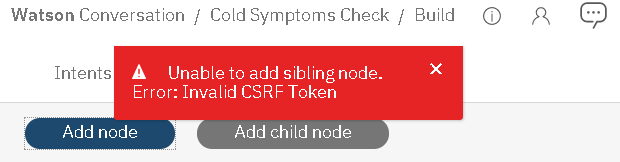 Watson Conversation / Cold Symptoms Check / Build
Intents
Unable to add sibling node.
Error: Invalid CSRF Token
Add node
Add child node